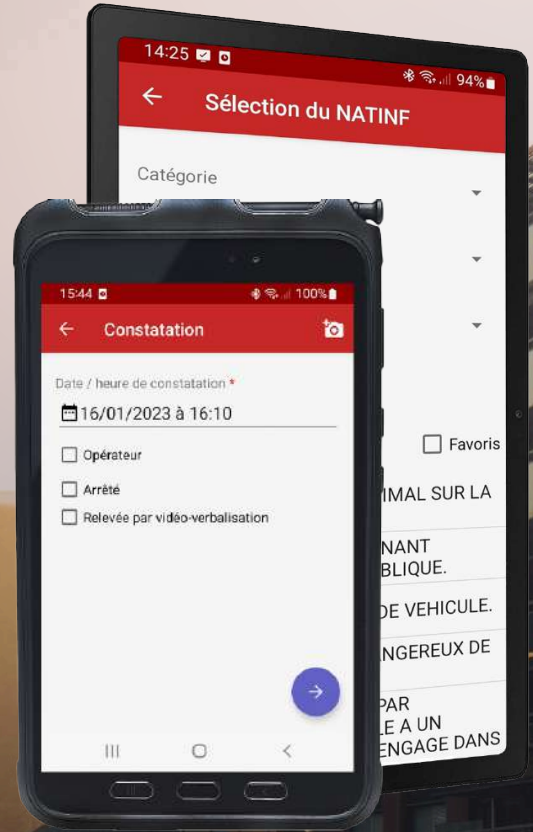 14:25
94%
Sélection du NATINF
Catégorie
Favoris
IMAL SUR LA
NANT
BLIQUE.
DE VEHICULE.
NGEREUX DE
PAR
LE A UN
ENGAGE DANS
15:44
100%
Constatation
Date / heure de constatation *
16/01/2023 à 16:10
Opérateur
Arrêté
Relevée par vidéo-verbalisation